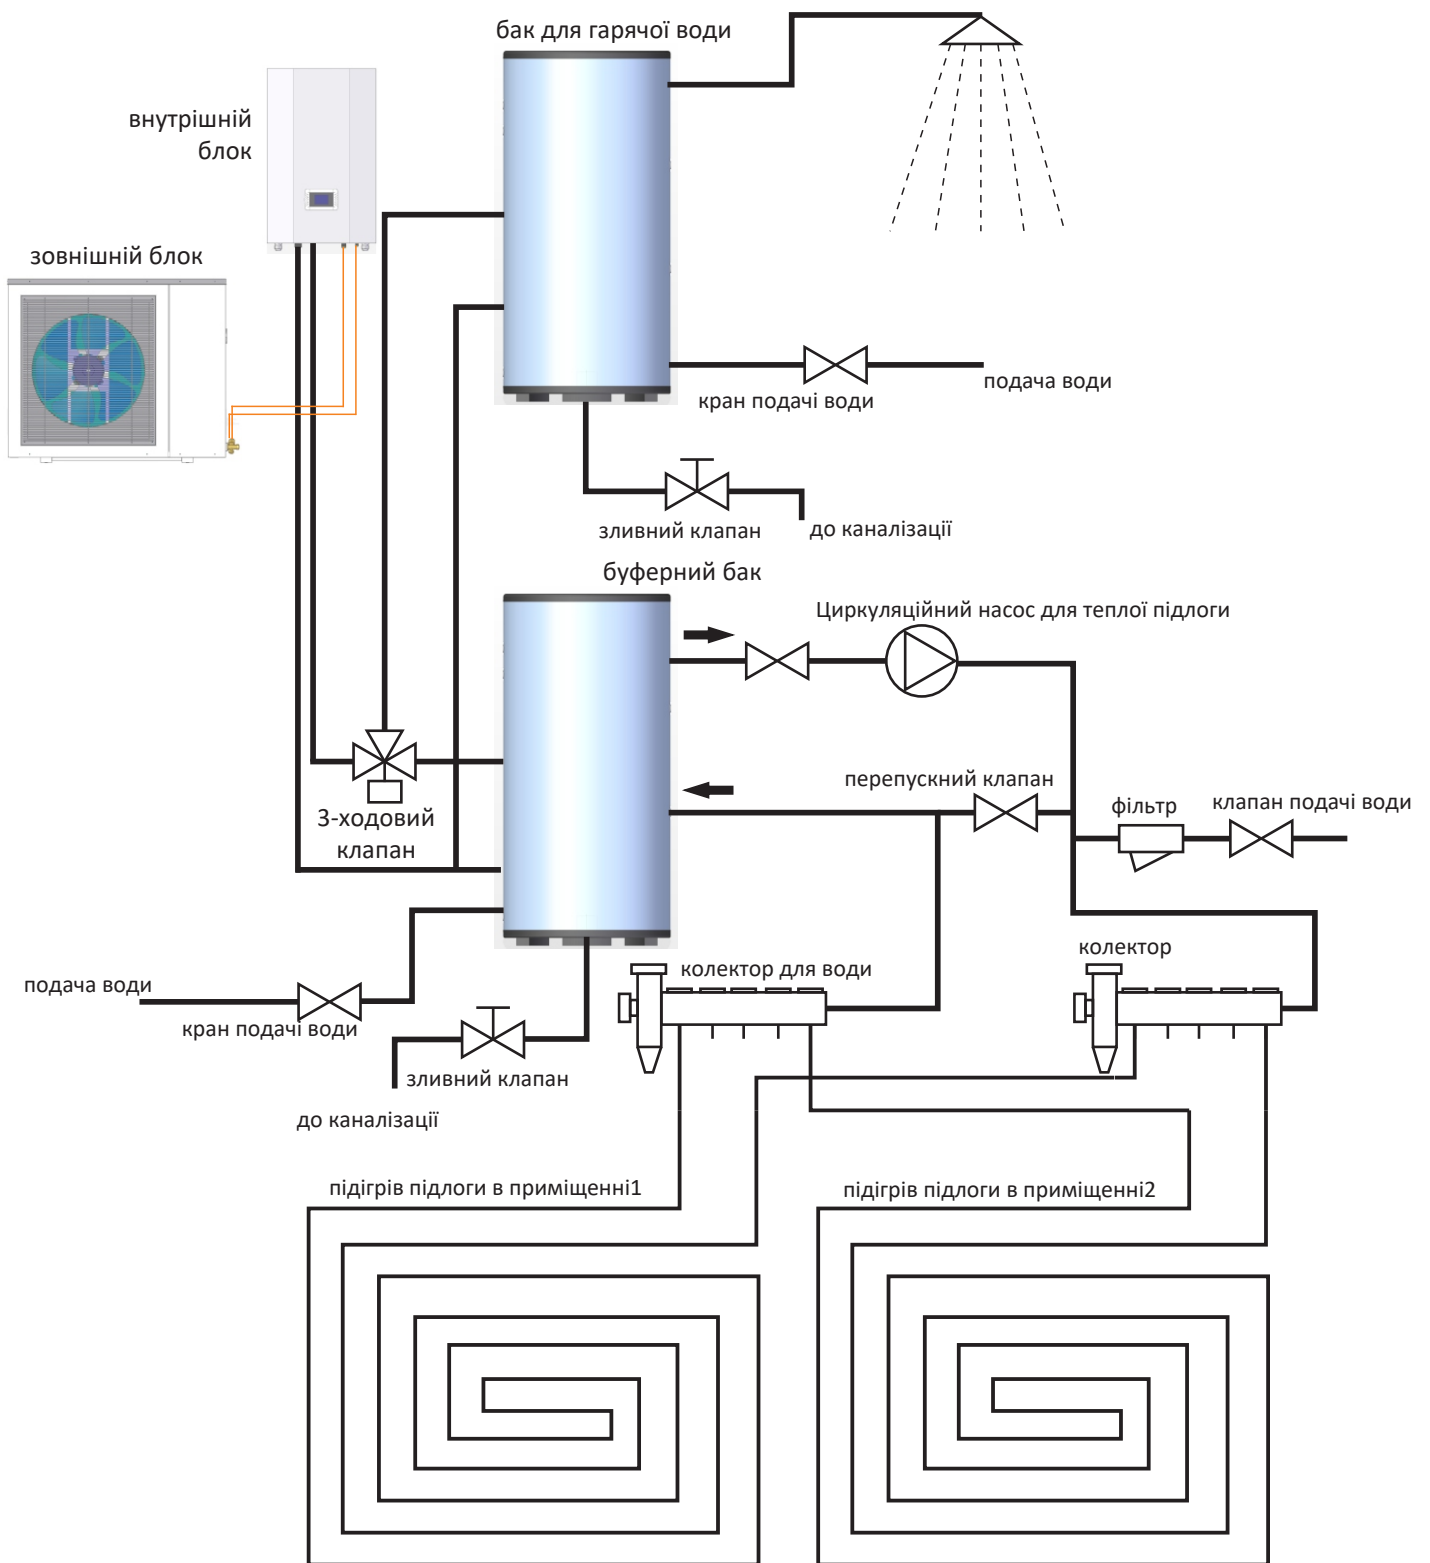 бак для гарячої води
внутрішній
блок
зовнішній блок
подача води
кран подачі води
зливний клапан
до каналізації
буферний бак
Циркуляційний насос для теплої підлоги
перепускний клапан
фільтр
клапан подачі води
3-ходовий
клапан
колектор
колектор для води
подача води
кран подачі води
зливний клапан
до каналізації
підігрів підлоги в приміщенні1
підігрів підлоги в приміщенні2